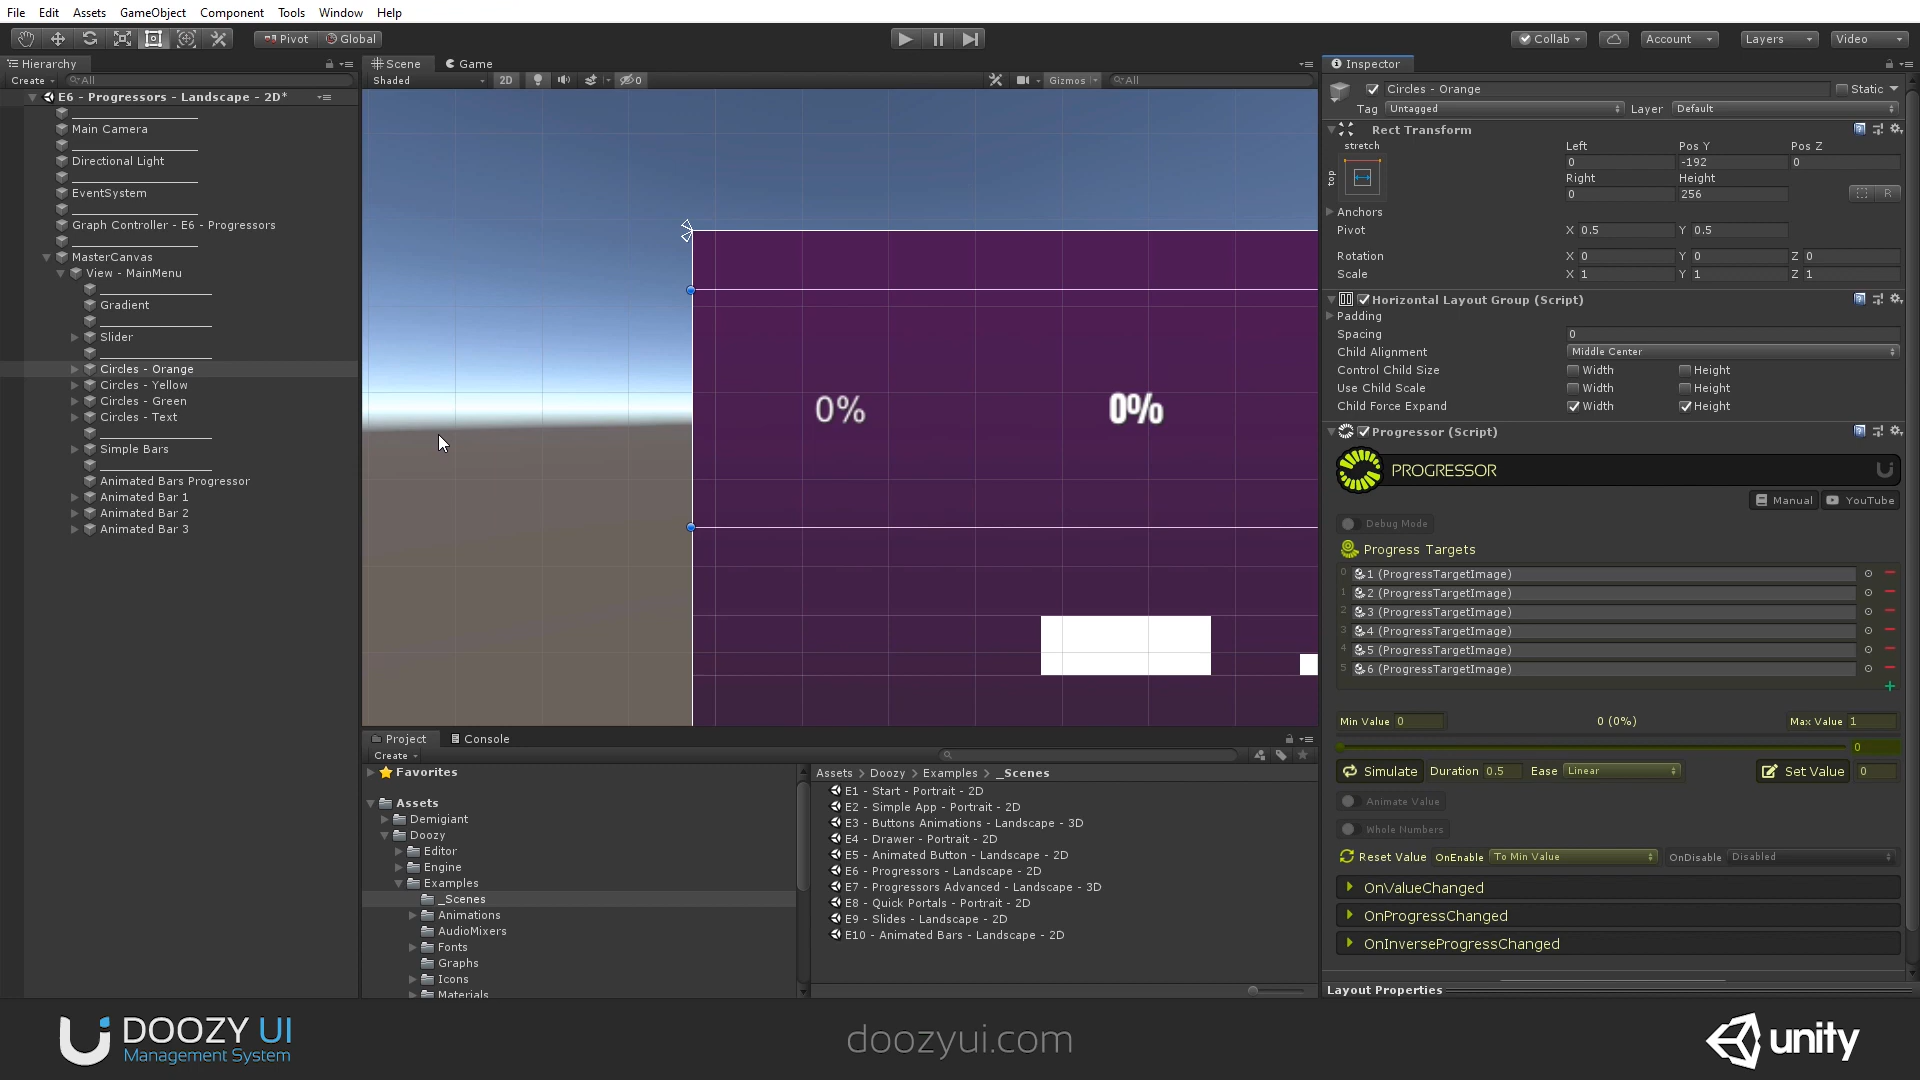 File Edit Assets GameObject Component Tools Window Help
Pivot Global Collab Account Layers Video
Hierarchy
Create All
E6 - Progressors - Landscape - 2D*
Main Camera
Directional Light
EventSystem
Graph Controller - E6 - Progressors
MasterCanvas
View - MainMenu
Gradient
Slider
Circles - Orange
Circles - Yellow
Circles - Green
Circles - Text
Simple Bars
Animated Bars Progressor
Animated Bar 1
Animated Bar 2
Animated Bar 3
Scene Game
Shaded 2D 0 Gizmos All
0% 0%
Project Console
Create
Favorites
Assets
Demigiant
Doozy
Editor
Engine
Examples
_Scenes
Animations
AudioMixers
Fonts
Graphs
Icons
Materials
Assets Doozy Examples _Scenes
E1 - Start - Portrait - 2D
E2 - Simple App - Portrait - 2D
E3 - Buttons Animations - Landscape - 3D
E4 - Drawer - Portrait - 2D
E5 - Animated Button - Landscape - 2D
E6 - Progressors - Landscape - 2D
E7 - Progressors Advanced - Landscape - 3D
E8 - Quick Portals - Portrait - 2D
E9 - Slides - Landscape - 2D
E10 - Animated Bars - Landscape - 2D
Inspector
Circles - Orange Static
Tag Untagged Layer Default
Rect Transform
stretch Left Pos Y Pos Z
top 0 -192 0
Right Height
0 256 R
Anchors
Pivot X 0.5 Y 0.5
Rotation X 0 Y 0 Z 0
Scale X 1 Y 1 Z 1
Horizontal Layout Group (Script)
Padding
Spacing 0
Child Alignment Middle Center
Control Child Size Width Height
Use Child Scale Width Height
Child Force Expand Width Height
Progressor (Script)
PROGRESSOR
Manual YouTube
Debug Mode
Progress Targets
0 1 (ProgressTargetImage)
1 2 (ProgressTargetImage)
2 3 (ProgressTargetImage)
3 4 (ProgressTargetImage)
4 5 (ProgressTargetImage)
5 6 (ProgressTargetImage)
Min Value 0 0 (0%) Max Value 1
0
Simulate Duration 0.5 Ease Linear Set Value 0
Animate Value
Whole Numbers
Reset Value OnEnable To Min Value OnDisable Disabled
OnValueChanged
OnProgressChanged
OnInverseProgressChanged
Layout Properties
DOOZY UI
Management System
doozyui.com
unity